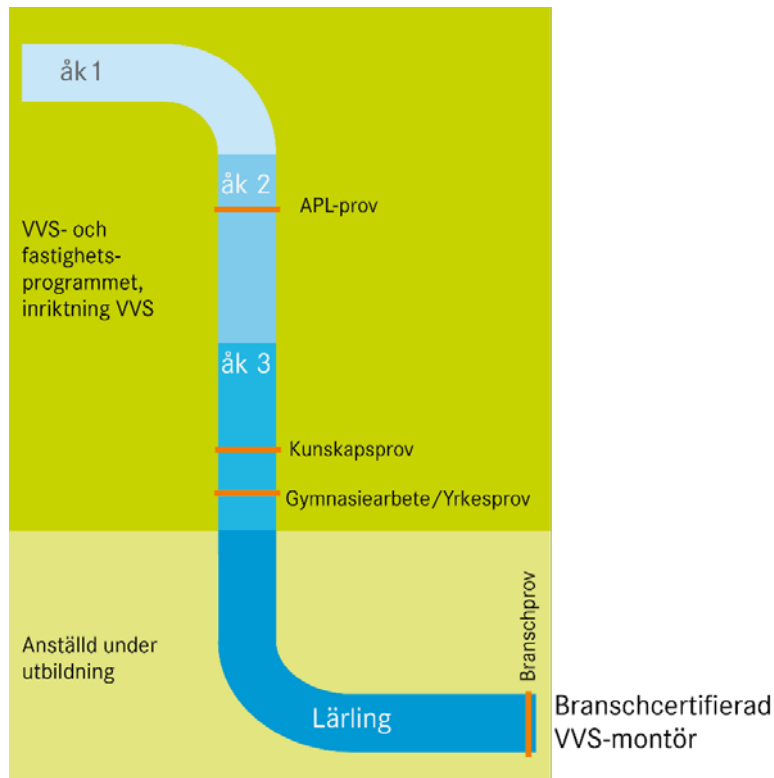 åk 1
åk 2
APL-prov
VVS- och
fastighets-
programmet,
inriktning VVS
åk 3
Kunskapsprov
Gymnasiearbete/Yrkesprov
Anställd under
utbildning
Branschprov
Lärling
Branschcertifierad
VVS-montör